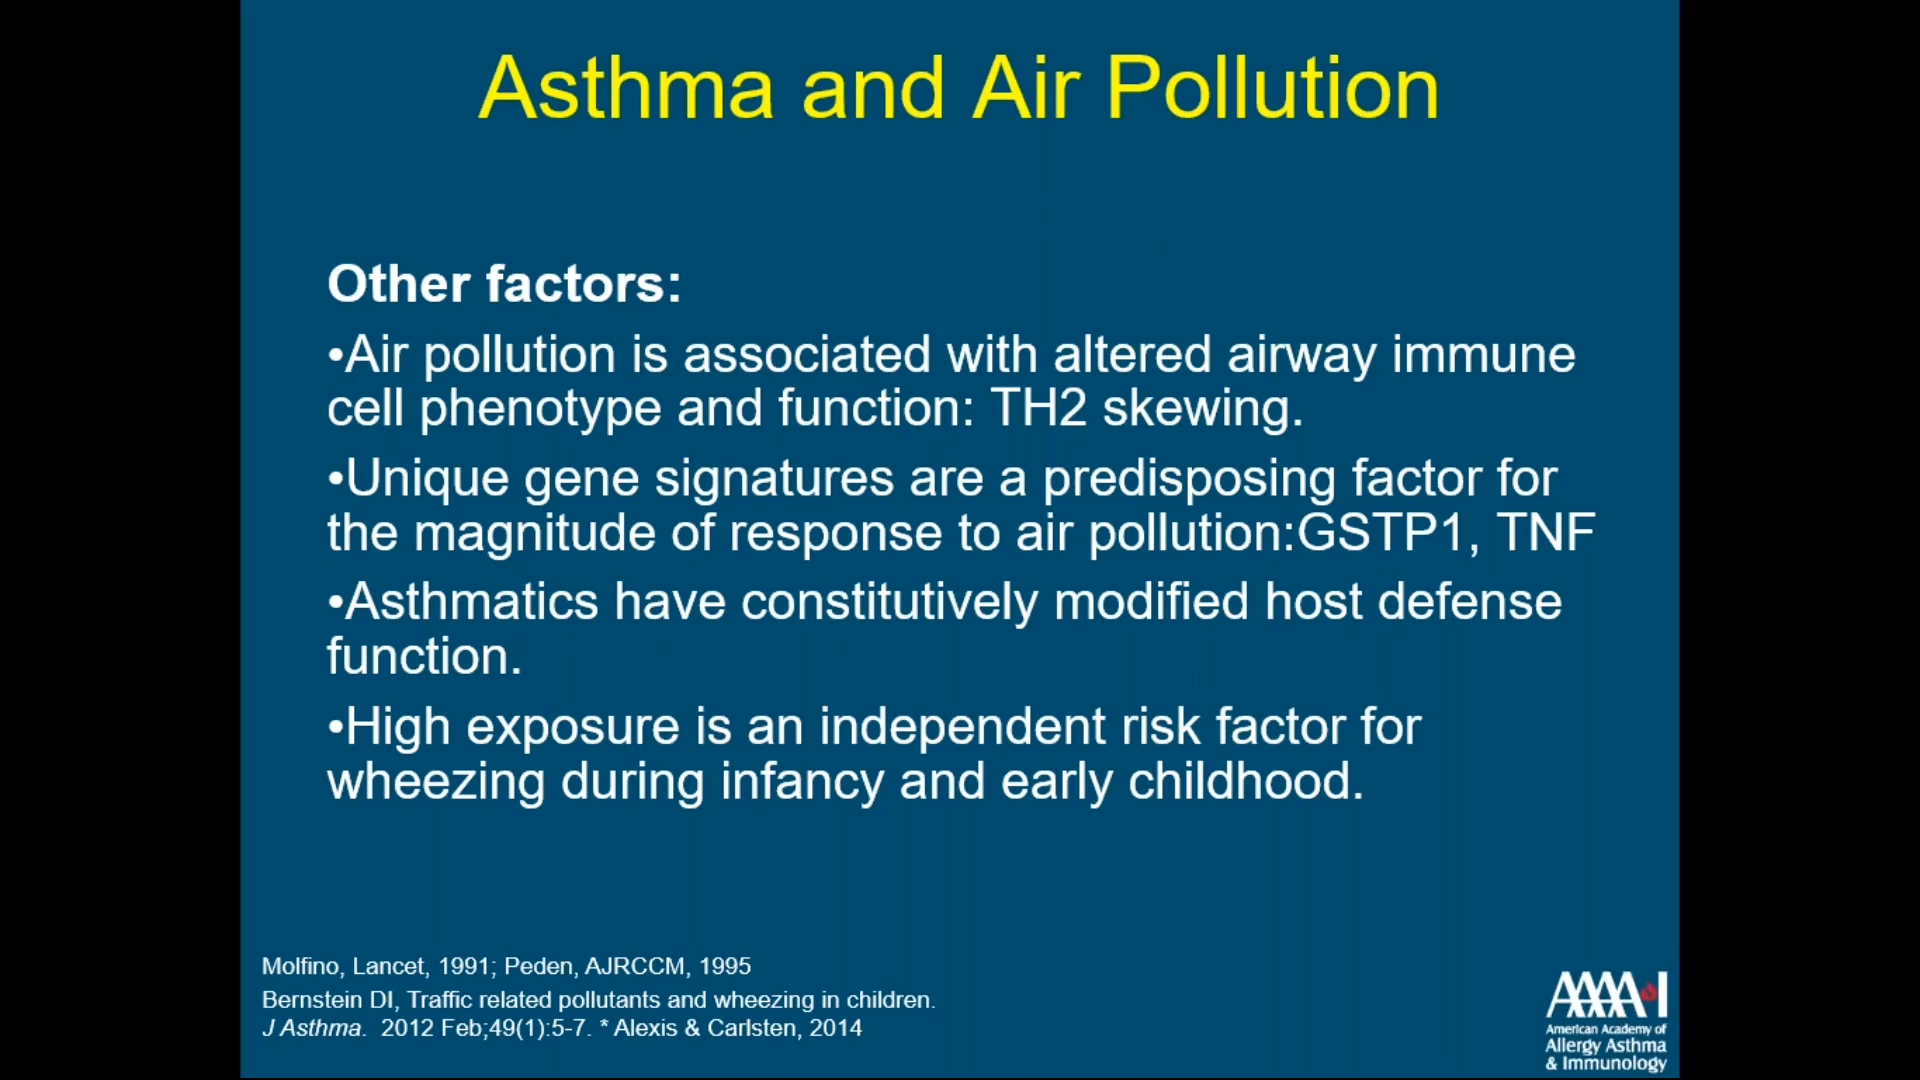 Asthma and Air Pollution
Other factors:
•Air pollution is associated with altered airway immune
cell phenotype and function: TH2 skewing.
•Unique gene signatures are a predisposing factor for
the magnitude of response to air pollution:GSTP1, TNF
•Asthmatics have constitutively modified host defense
function.
•High exposure is an independent risk factor for
wheezing during infancy and early childhood.
Molfino, Lancet, 1991; Peden, AJRCCM, 1995
Bernstein DI, Traffic related pollutants and wheezing in children.
J Asthma.  2012 Feb;49(1):5-7. * Alexis & Carlsten, 2014
AAAAI
American Academy of
Allergy Asthma
& Immunology